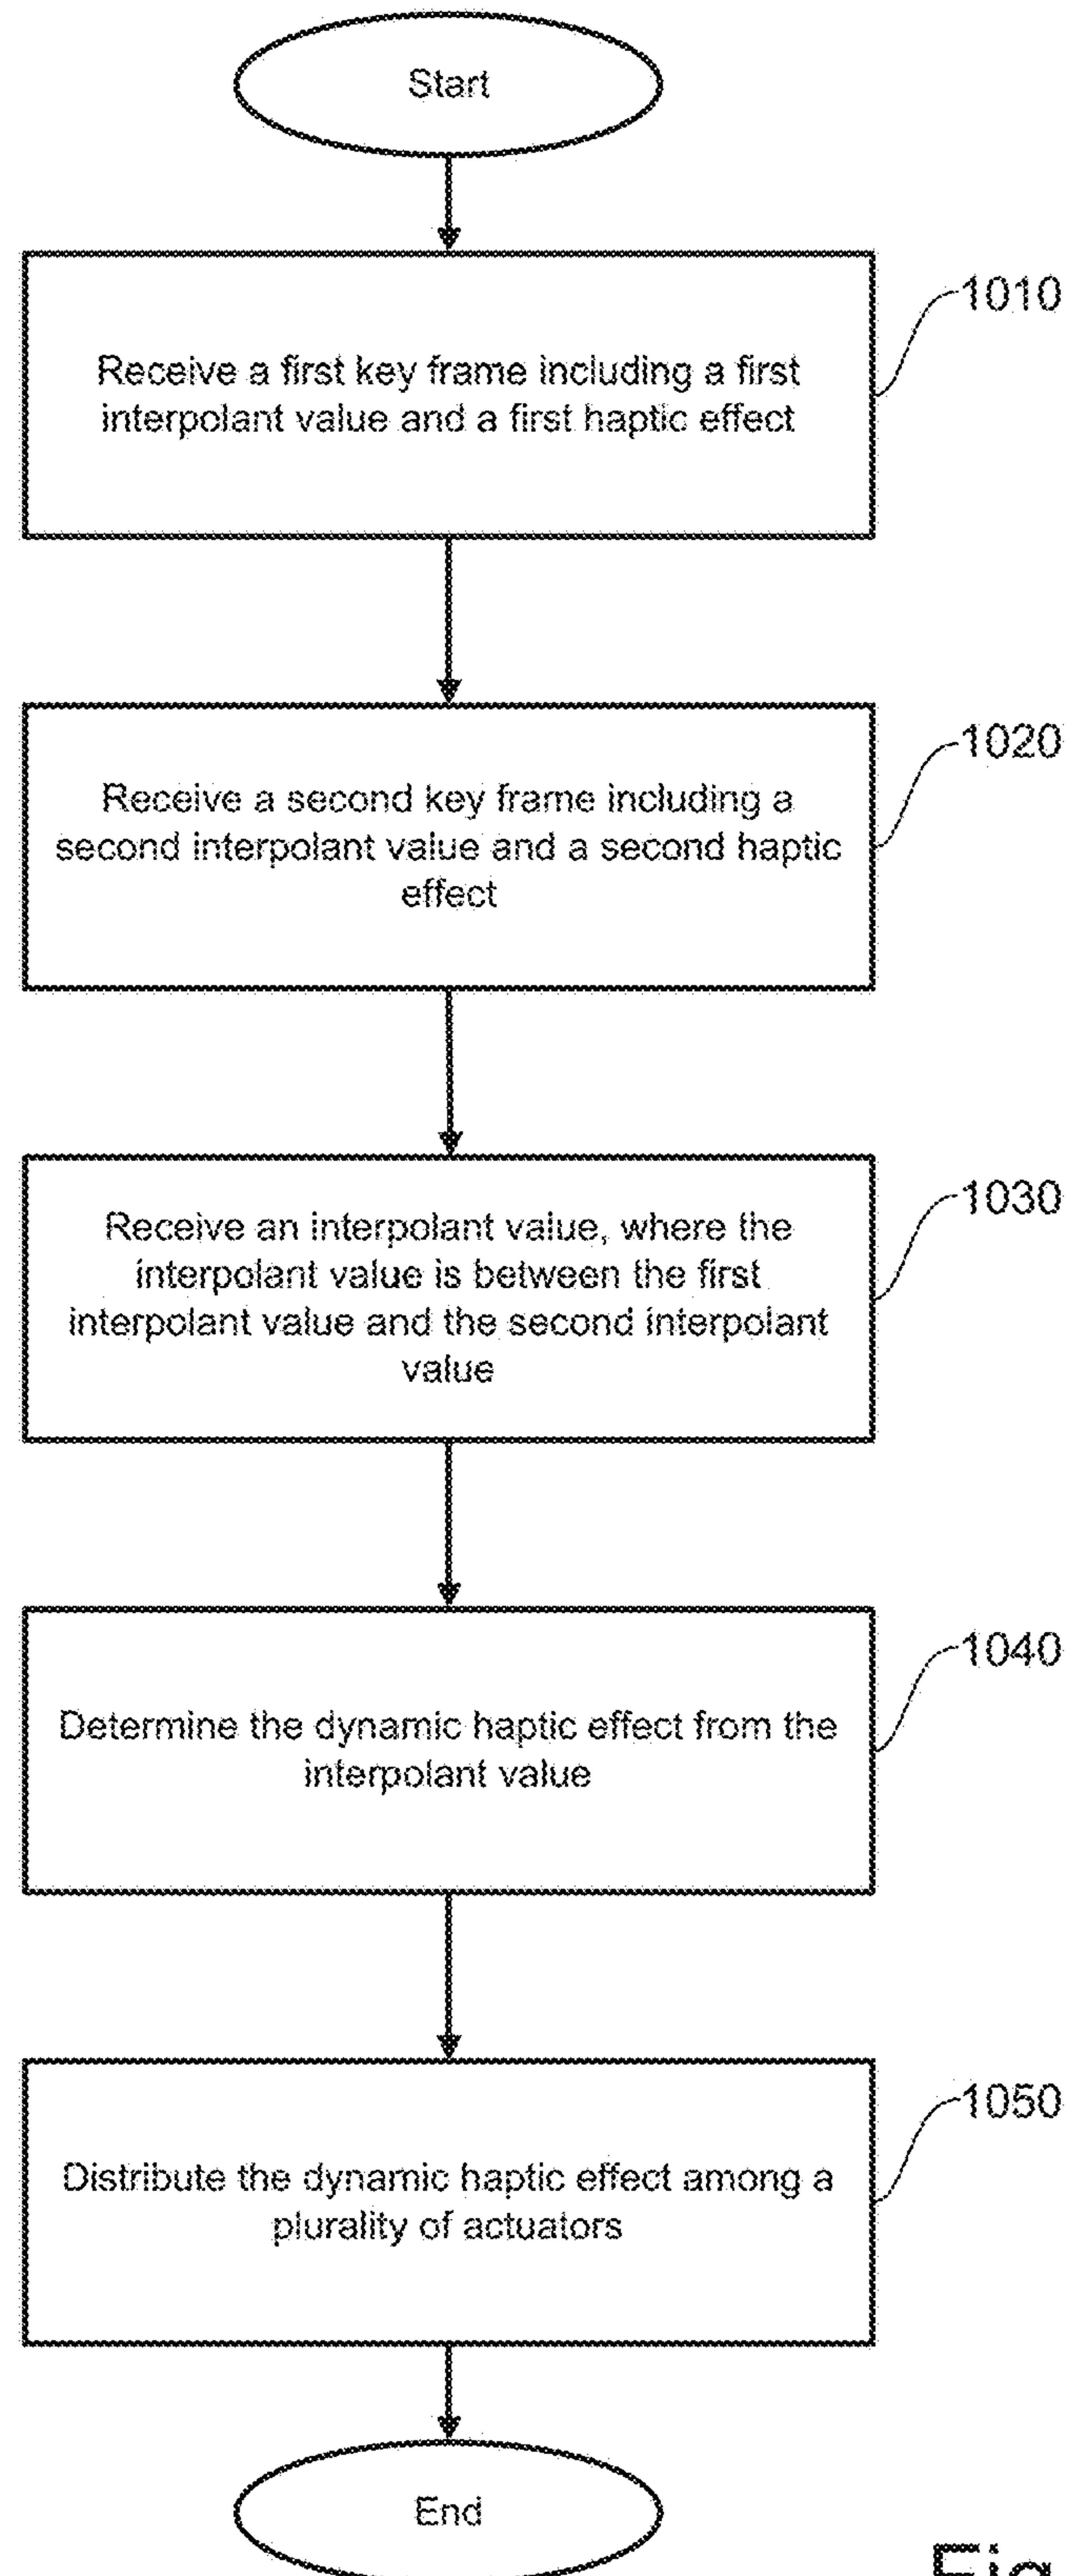 Start
1010
Receive a first key frame including a first
interpolant value and a first haptic effect
1020
Receive a second key frame including a
second interpolant value and a second haptic
effect
1030
Receive an interpolant value, where the
interpolant value is between the first
interpolant value and the second interpolant
value
1040
Determine the dynamic haptic effect from the
interpolant value
1050
Distribute the dynamic haptic effect among a
plurality of actuators
End
Fig